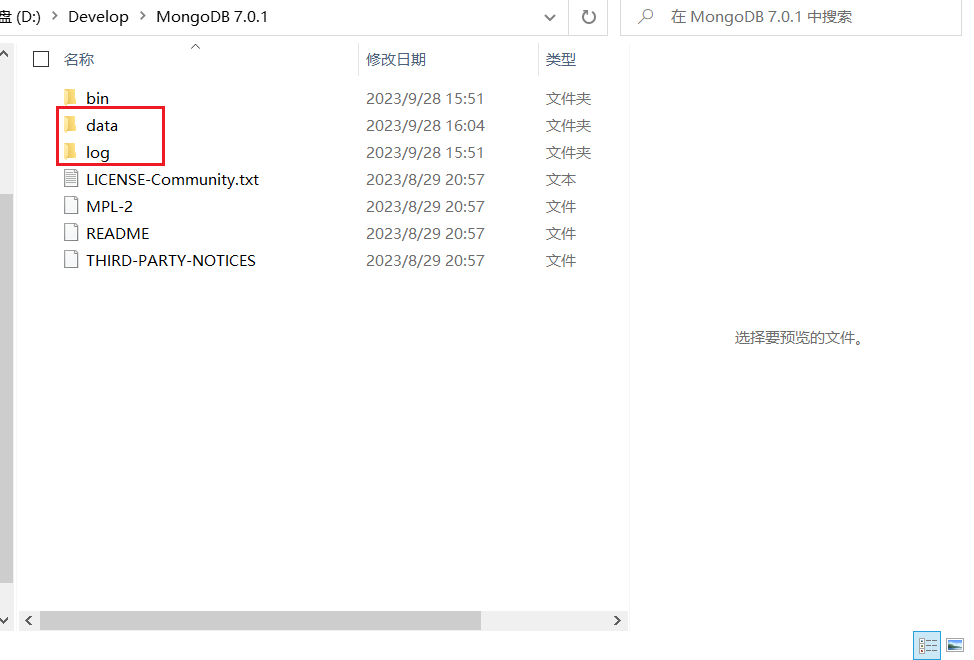 盘 (D:) > Develop > MongoDB 7.0.1 在 MongoDB 7.0.1 中搜索
名称 修改日期 类型
bin 2023/9/28 15:51 文件夹
data 2023/9/28 16:04 文件夹
log 2023/9/28 15:51 文件夹
LICENSE-Community.txt 2023/8/29 20:57 文本
MPL-2 2023/8/29 20:57 文件
README 2023/8/29 20:57 文件
THIRD-PARTY-NOTICES 2023/8/29 20:57 文件
选择要预览的文件。